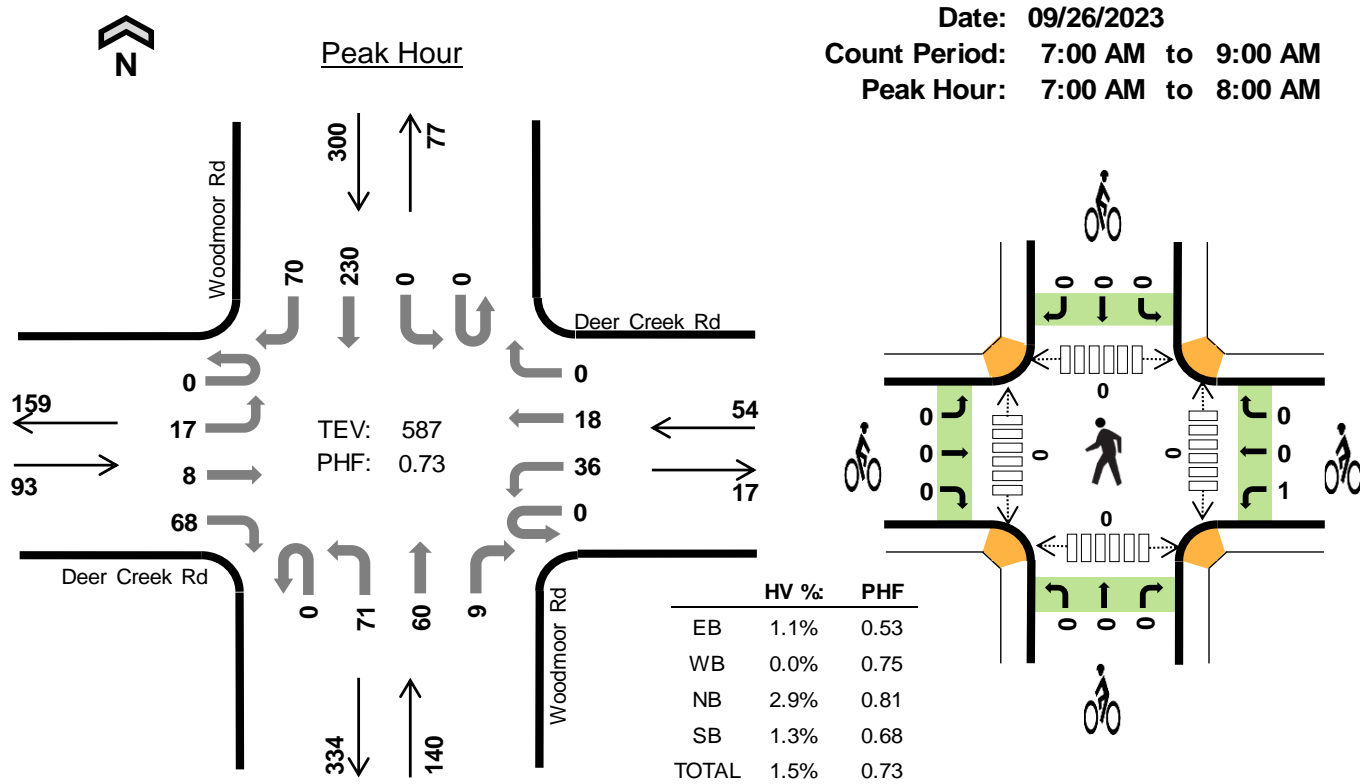 Date: 09/26/2023
Count Period: 7:00 AM to 9:00 AM
Peak Hour: 7:00 AM to 8:00 AM
N
Peak Hour
300
77
Woodmoor Rd
70
230
0
0
Deer Creek Rd
0
0
159
17
18
54
TEV: 587
PHF: 0.73
93
8
36
17
68
0
Deer Creek Rd
0
71
60
9
Woodmoor Rd
334
140
0 0 0
0
0 0
0 0 0 0
0 1
0
0 0 0
HV %: PHF
EB 1.1% 0.53
WB 0.0% 0.75
NB 2.9% 0.81
SB 1.3% 0.68
TOTAL 1.5% 0.73